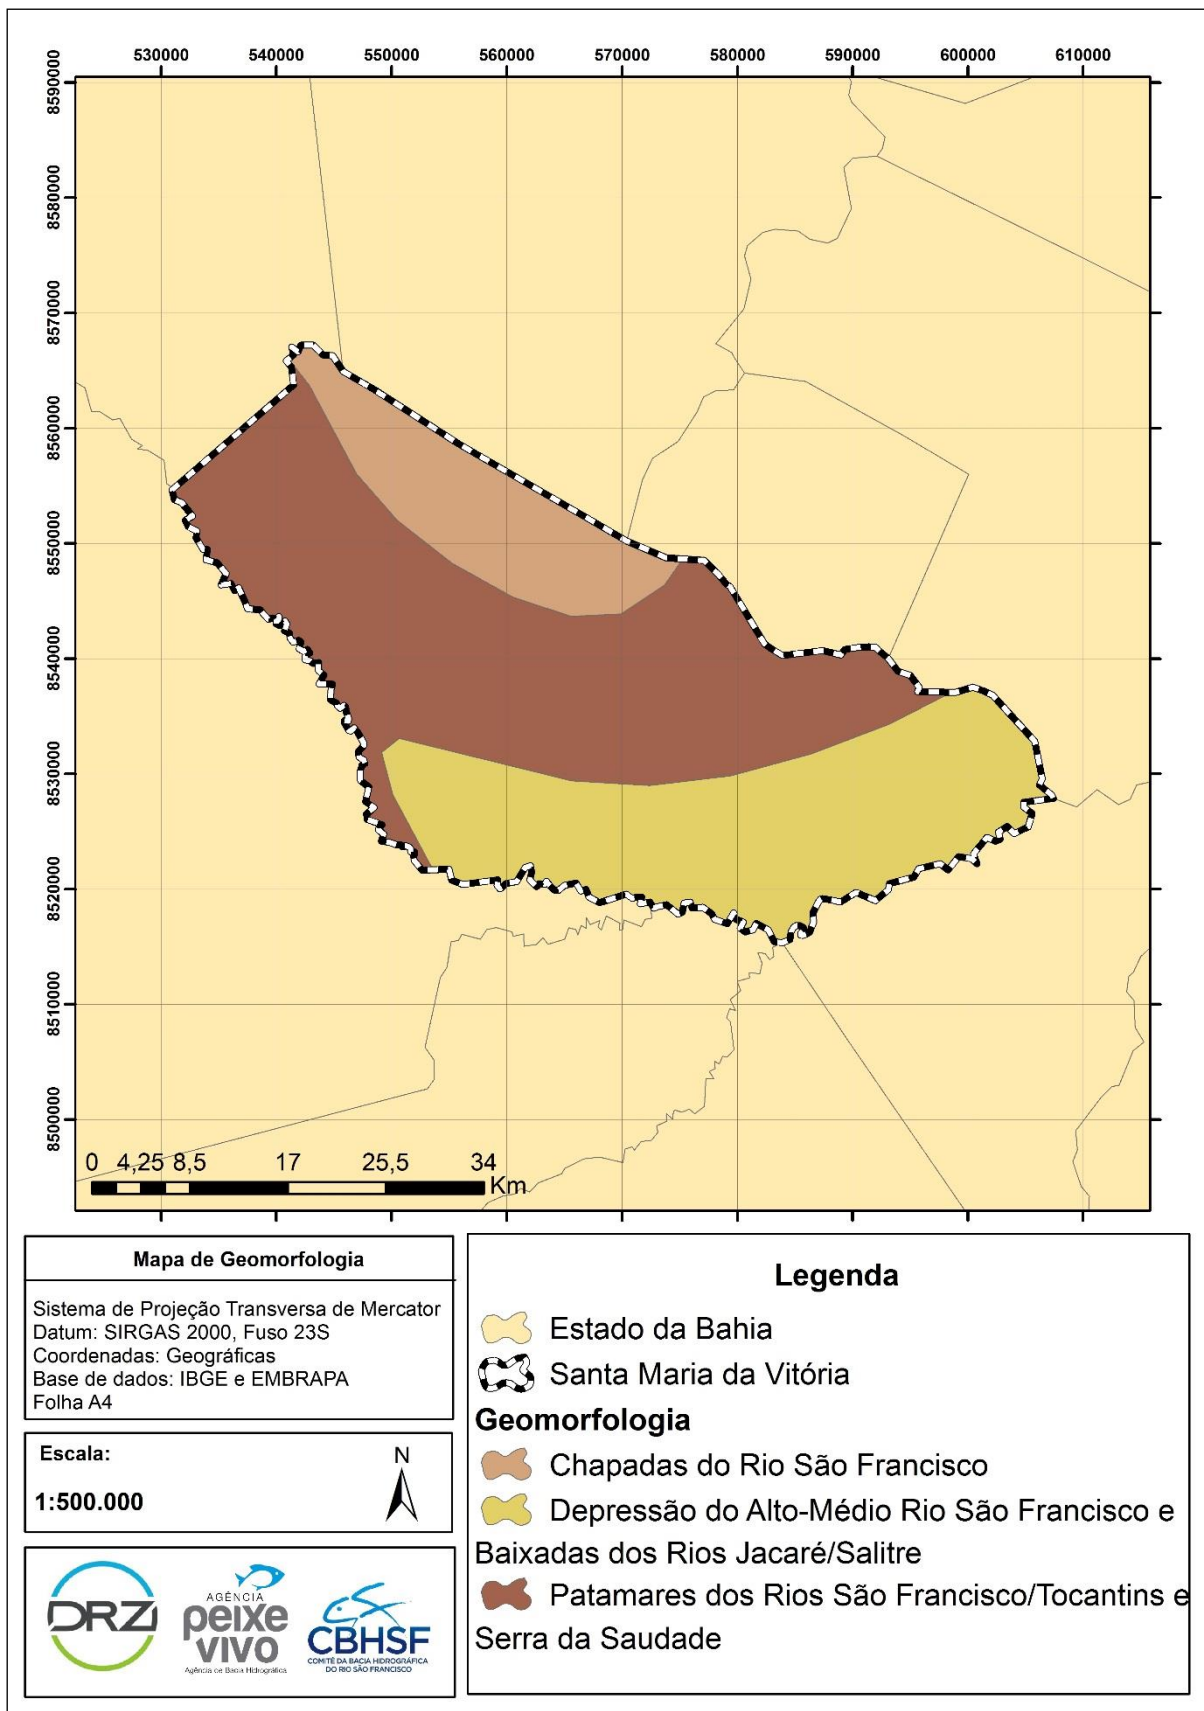 530000 540000 550000 560000 570000 580000 590000 600000 610000
8590000
8580000
8570000
8560000
8550000
8540000
8530000
8520000
8510000
8500000
0 4,25 8,5 17 25,5 34
Km
Mapa de Geomorfologia
Sistema de Projeção Transversa de Mercator
Datum: SIRGAS 2000, Fuso 23S
Coordenadas: Geográficas
Base de dados: IBGE e EMBRAPA
Folha A4
Escala:
1:500.000
N
DRZ
AGÊNCIA
peixe
VIVO
Agência de Bacia Hidrográfica
CBHSF
COMITÊ DA BACIA HIDROGRÁFICA
DO RIO SÃO FRANCISCO
Legenda
Estado da Bahia
Santa Maria da Vitória
Geomorfologia
Chapadas do Rio São Francisco
Depressão do Alto-Médio Rio São Francisco e
Baixadas dos Rios Jacaré/Salitre
Patamares dos Rios São Francisco/Tocantins e
Serra da Saudade